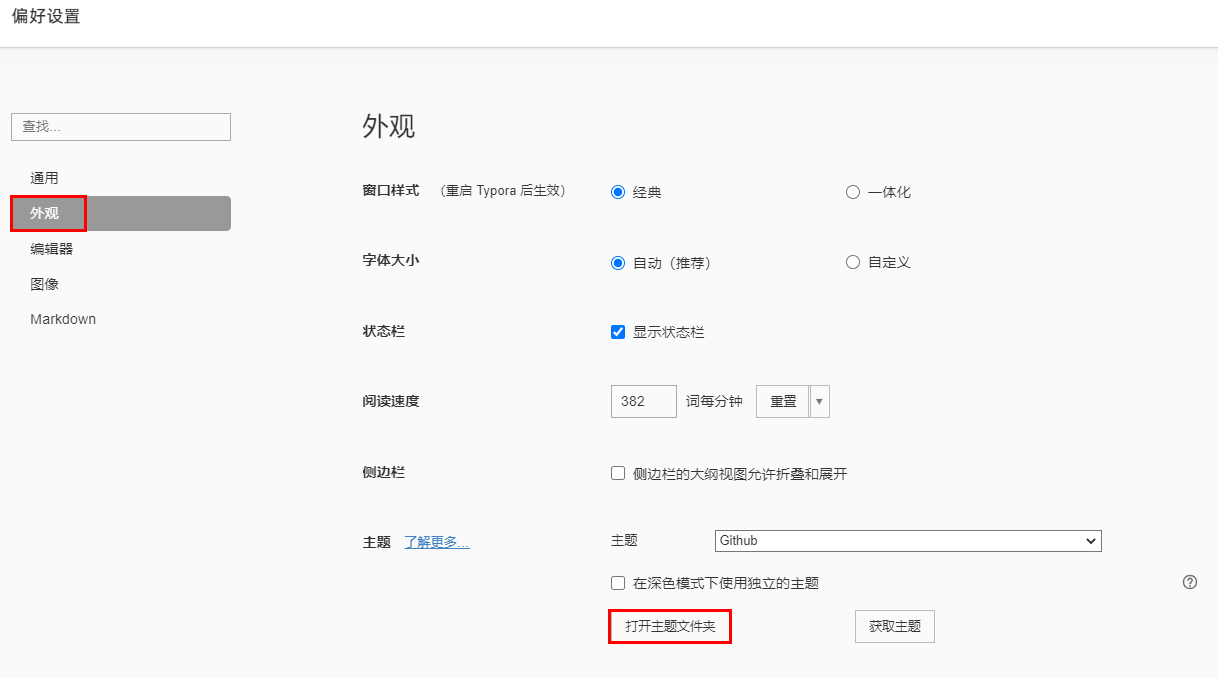 偏好设置
查找...
通用
外观
编辑器
图像
Markdown
外观
窗口样式 （重启 Typora 后生效） 经典 一体化
字体大小 自动（推荐） 自定义
状态栏 显示状态栏
阅读速度 382 词每分钟 重置
侧边栏 侧边栏的大纲视图允许折叠和展开
主题 了解更多... 主题 Github
在深色模式下使用独立的主题
打开主题文件夹 获取主题